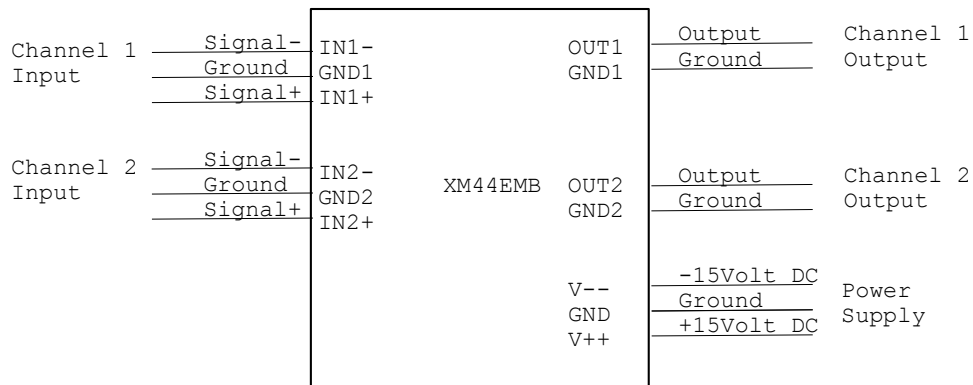 Channel 1
Input
Signal-
Ground
Signal+
IN1-
GND1
IN1+
Channel 2
Input
Signal-
Ground
Signal+
IN2-
GND2
IN2+
XM44EMB
OUT1
GND1
Output
Ground
Channel 1
Output
OUT2
GND2
Output
Ground
Channel 2
Output
V--
GND
V++
-15Volt DC
Ground
+15Volt DC
Power
Supply